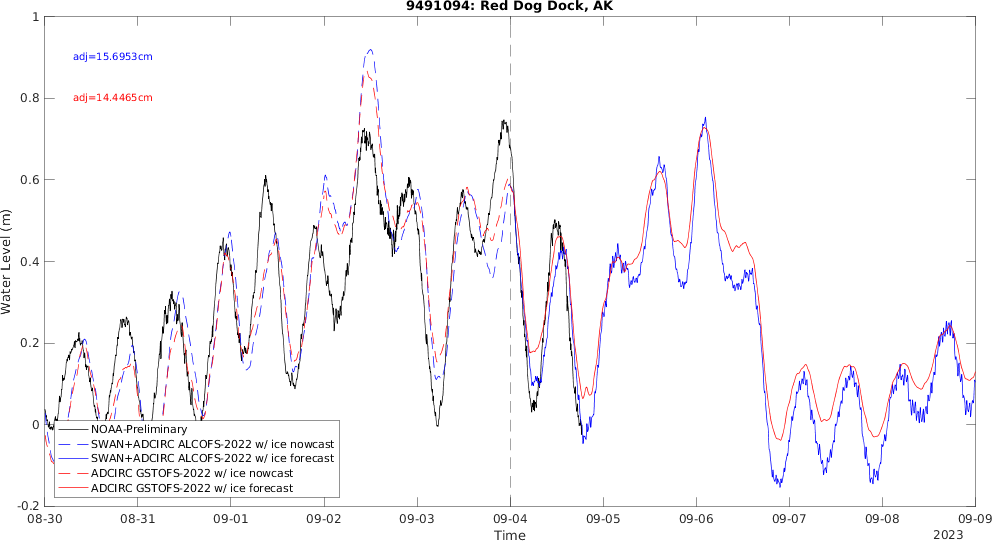 9491094: Red Dog Dock, AK
adj=15.6953cm
adj=14.4465cm
Water Level (m)
1
0.8
0.6
0.4
0.2
0
-0.2
NOAA-Preliminary
SWAN+ADCIRC ALCOFS-2022 w/ ice nowcast
SWAN+ADCIRC ALCOFS-2022 w/ ice forecast
ADCIRC GSTOFS-2022 w/ ice nowcast
ADCIRC GSTOFS-2022 w/ ice forecast
08-30 08-31 09-01 09-02 09-03 09-04 09-05 09-06 09-07 09-08 09-09
Time
2023